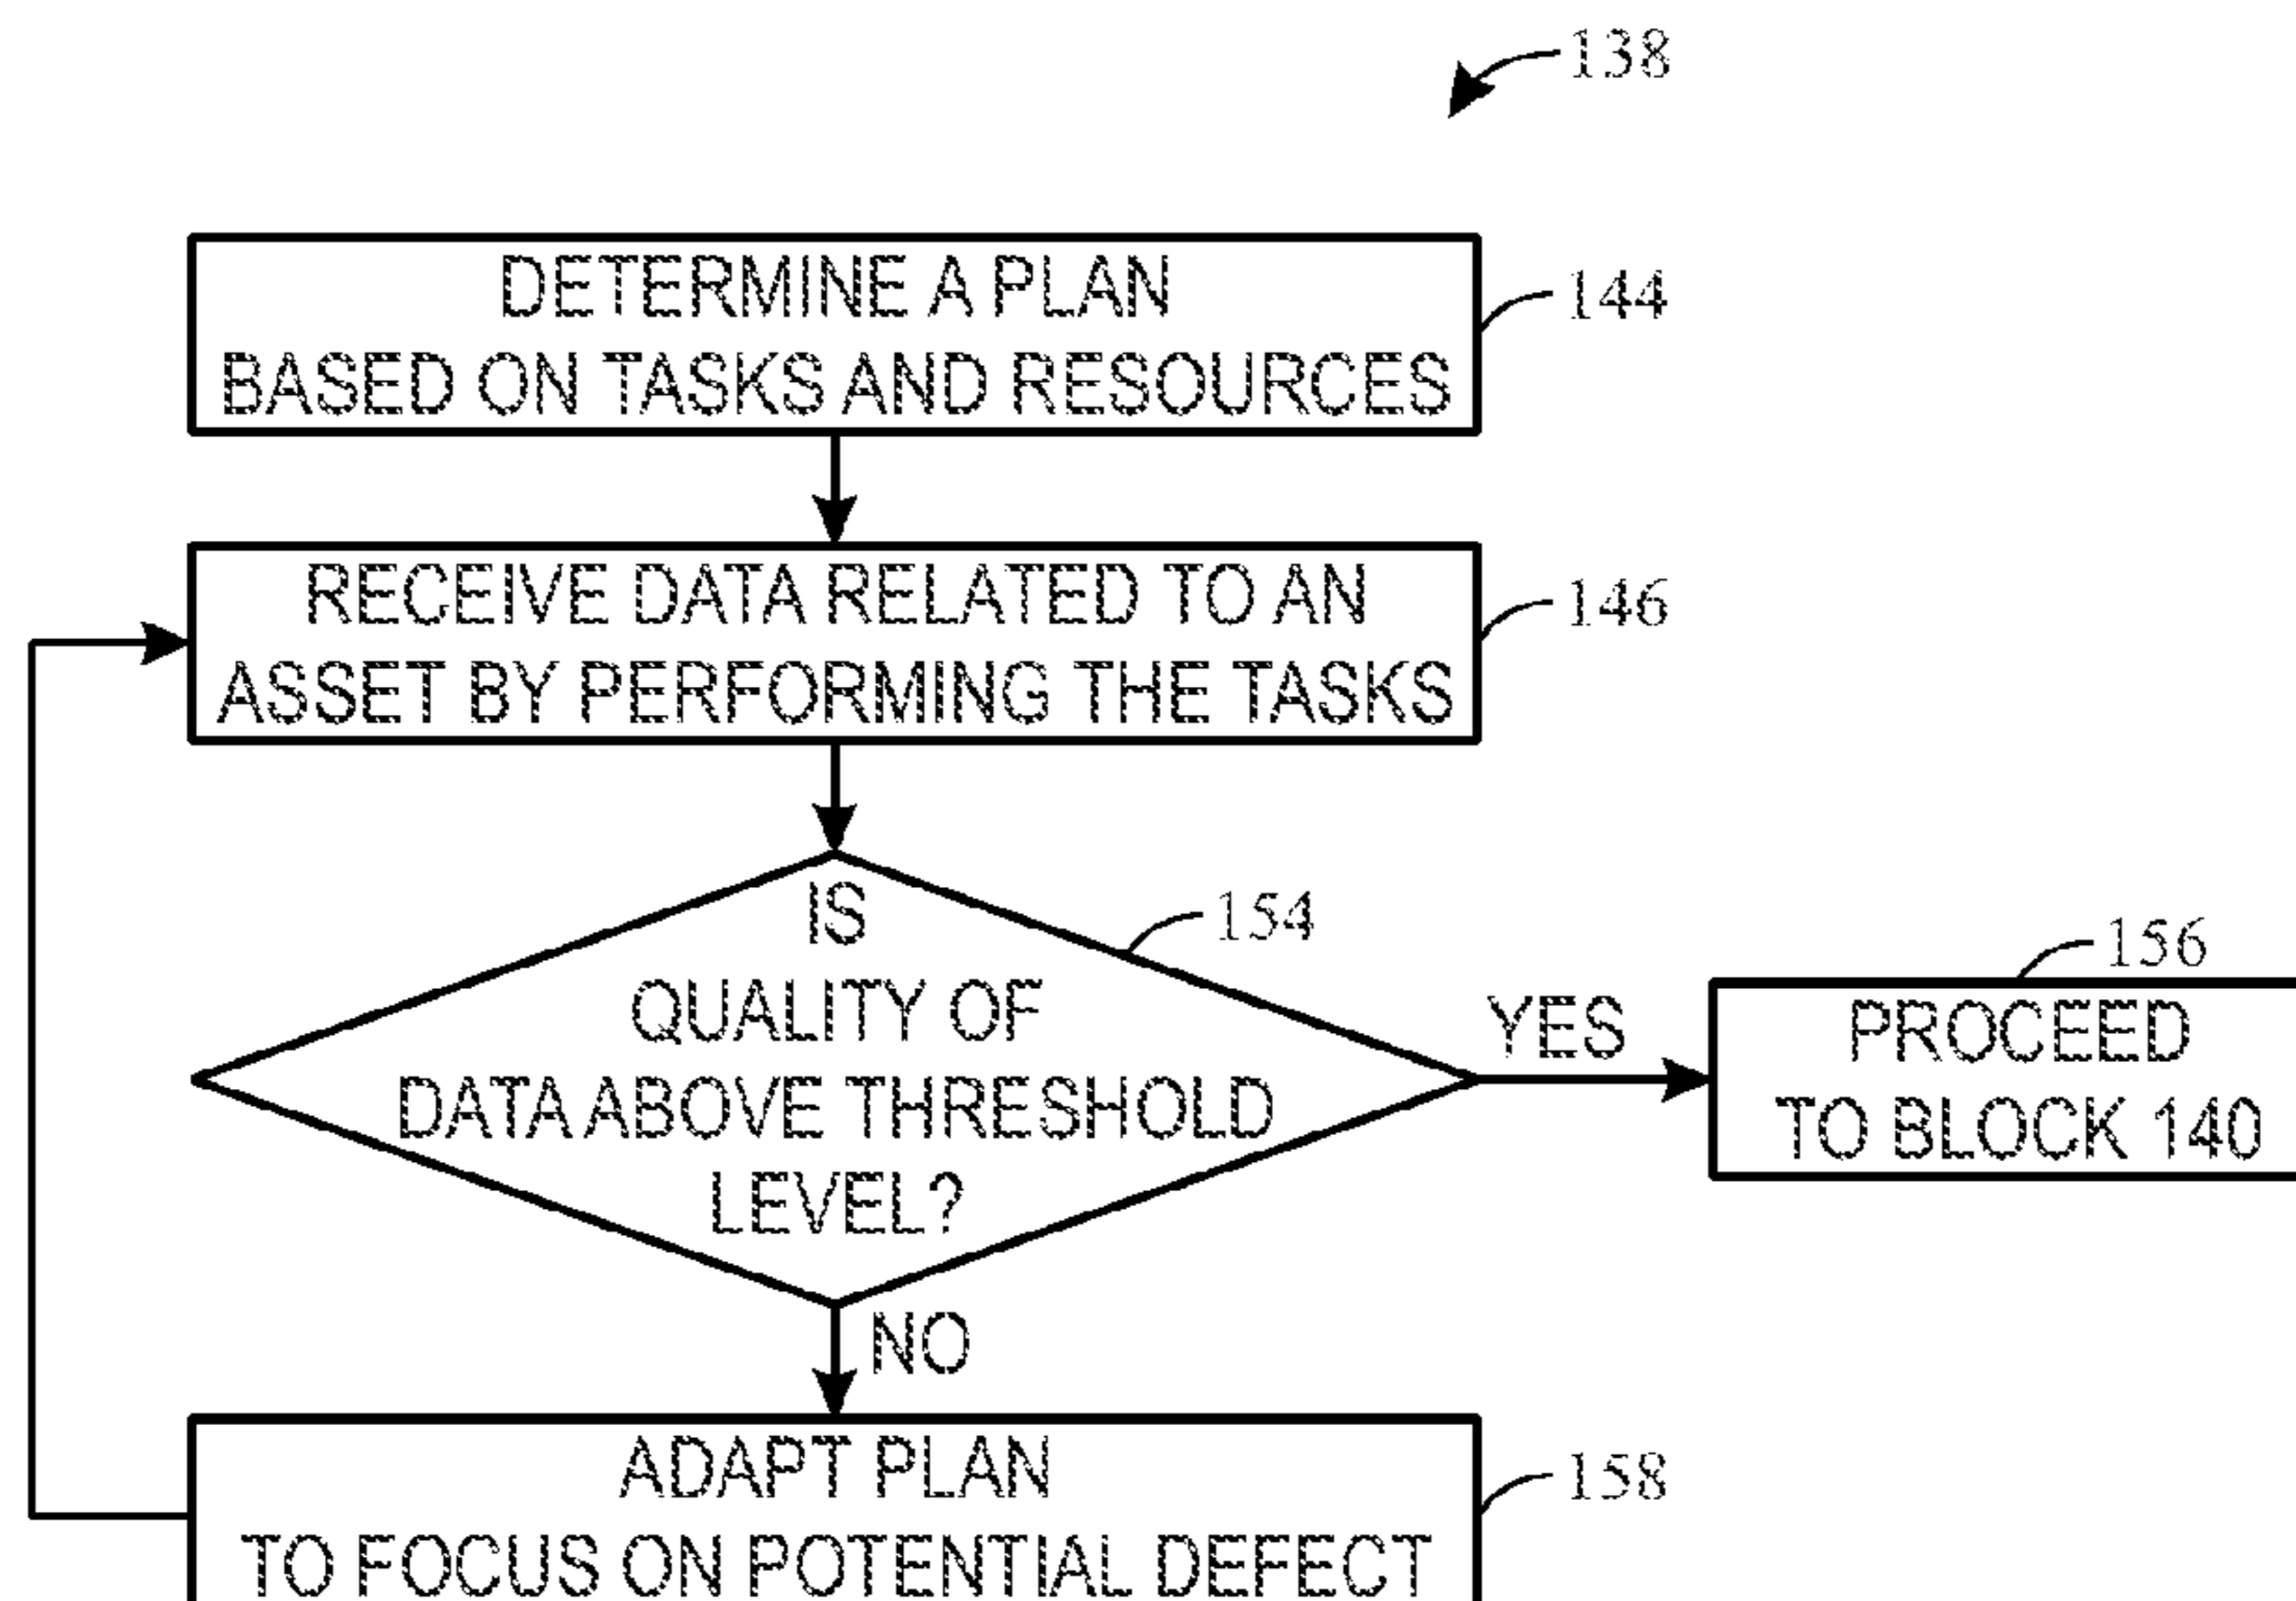 138
DETERMINE A PLAN
BASED ON TASKS AND RESOURCES
144
RECEIVE DATA RELATED TO AN
ASSET BY PERFORMING THE TASKS
146
IS
QUALITY OF
DATA ABOVE THRESHOLD
LEVEL?
154
YES
156
PROCEED
TO BLOCK 140
NO
ADAPT PLAN
TO FOCUS ON POTENTIAL DEFECT
158